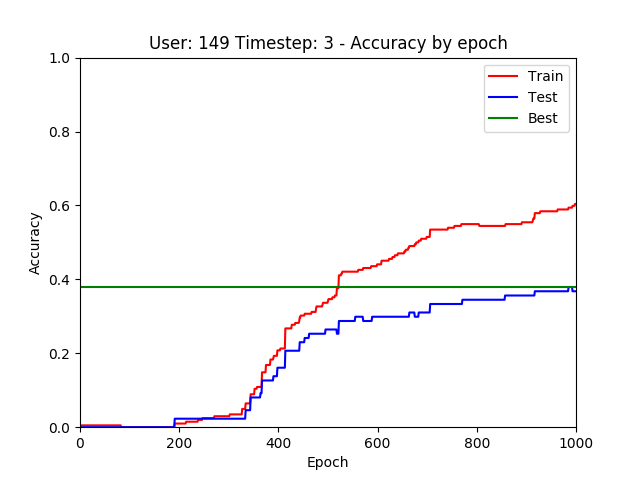 User: 149 Timestep: 3 - Accuracy by epoch
Train
Test
Best
Accuracy
1.0
0.8
0.6
0.4
0.2
0.0
0 200 400 600 800 1000
Epoch